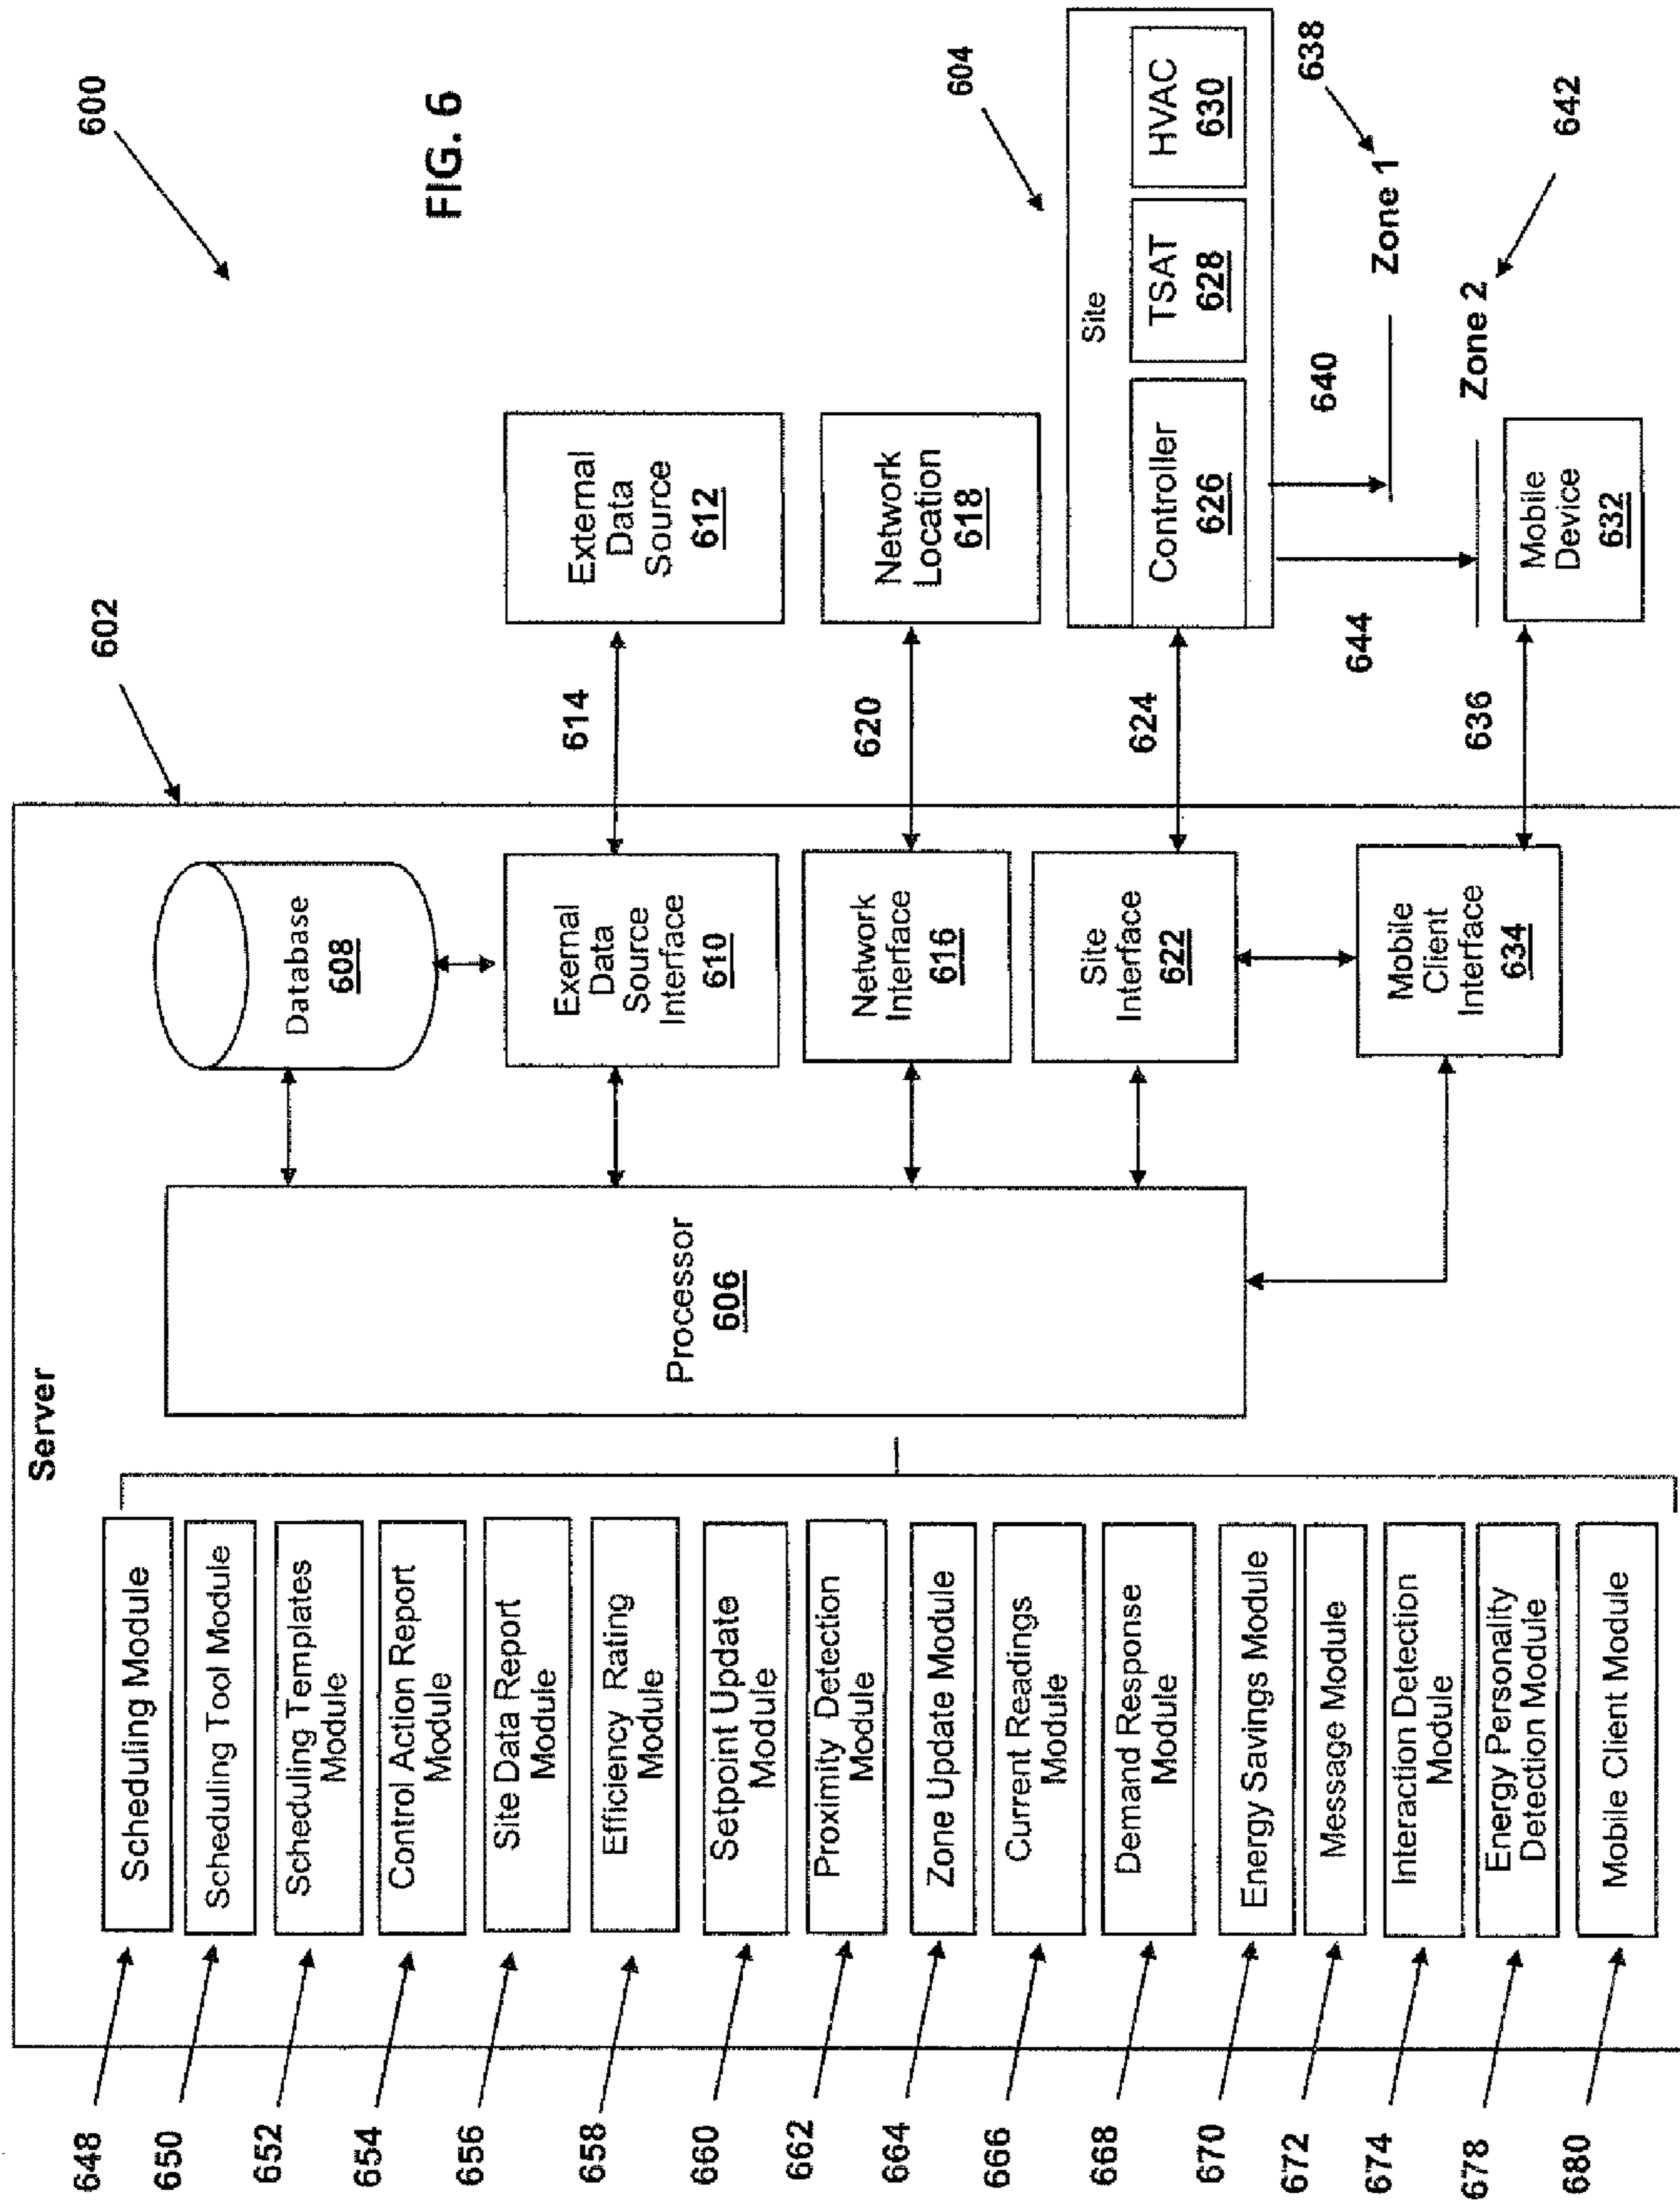 600
FIG. 6
602
Server
Scheduling Module
Scheduling Tool Module
Scheduling Templates
Module
Control Action Report
Module
Site Data Report
Module
Efficiency Rating
Module
Setpoint Update
Module
Proximity Detection
Module
Zone Update Module
Current Readings
Module
Demand Response
Module
Energy Savings Module
Message Module
Interaction Detection
Module
Energy Personality
Detection Module
Mobile Client Module
648
650
652
654
656
658
660
662
664
666
668
670
672
674
678
680
Processor
606
Database
608
Exernal
Data
Source
Interface
610
Network
Interface
616
Site
Interface
622
Mobile
Client
Interface
634
614
620
624
636
External
Data
Source
612
Network
Location
618
604
Site
Controller
626
TSAT
628
HVAC
630
640
644
Zone 1
638
Zone 2
642
Mobile
Device
632